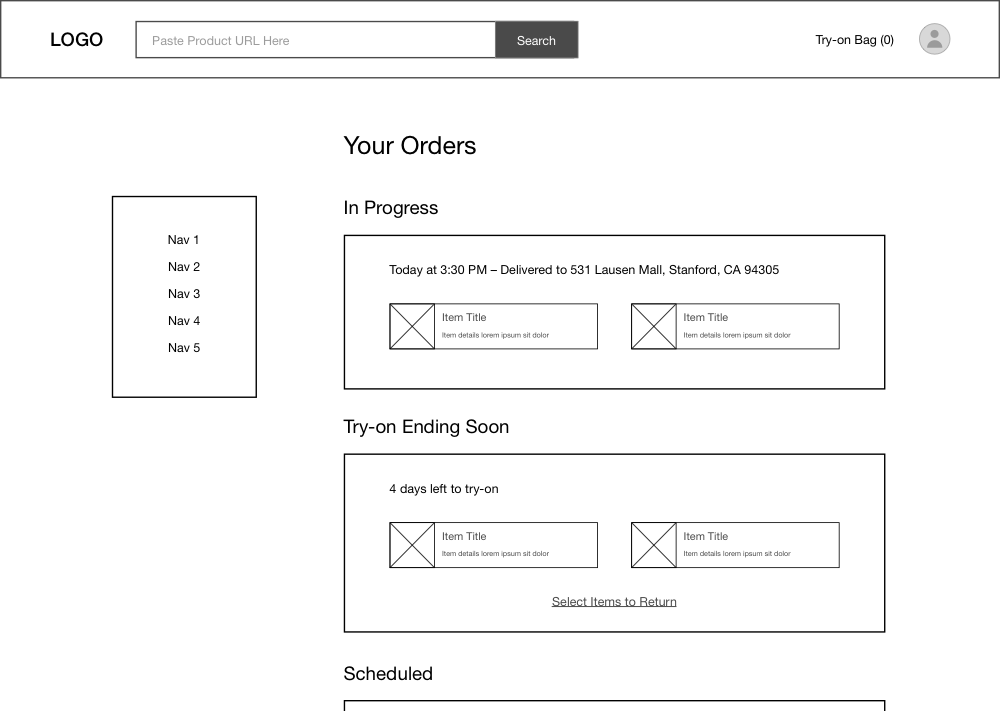 LOGO
Paste Product URL Here
Search
Try-on Bag (0)
Your Orders
Nav 1
Nav 2
Nav 3
Nav 4
Nav 5
In Progress
Today at 3:30 PM – Delivered to 531 Lausen Mall, Stanford, CA 94305
Item Title
Item details lorem ipsum sit dolor
Item Title
Item details lorem ipsum sit dolor
Try-on Ending Soon
4 days left to try-on
Item Title
Item details lorem ipsum sit dolor
Item Title
Item details lorem ipsum sit dolor
Select Items to Return
Scheduled